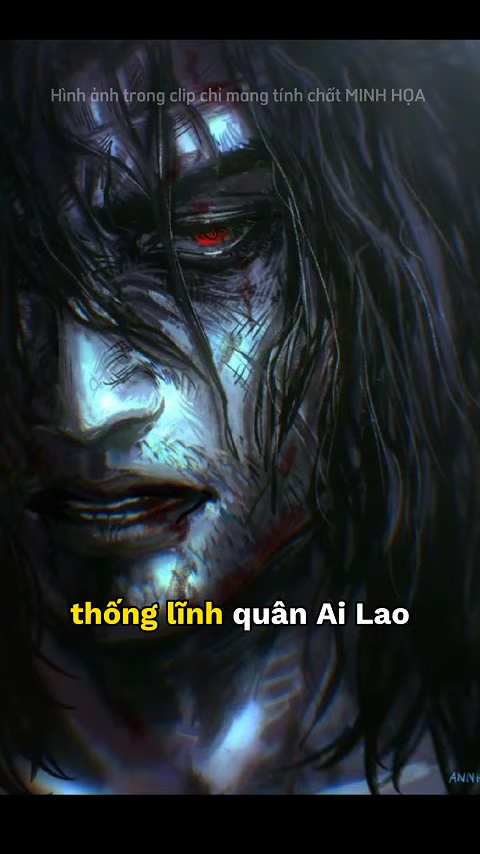 Hình ảnh trong clip chỉ mang tính chất MINH HỌA
thống lĩnh quân Ai Lao